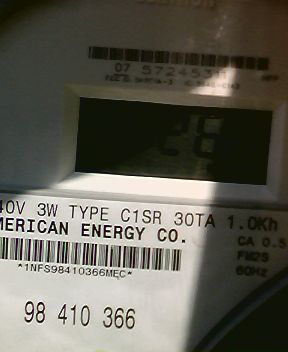 07 5724531
26
40V 3W TYPE C1SR 30TA 1.0Kh
MERICAN ENERGY CO.
CA 0.5
FM2S
*1NFS98410366MEC*
60Hz
98 410 366